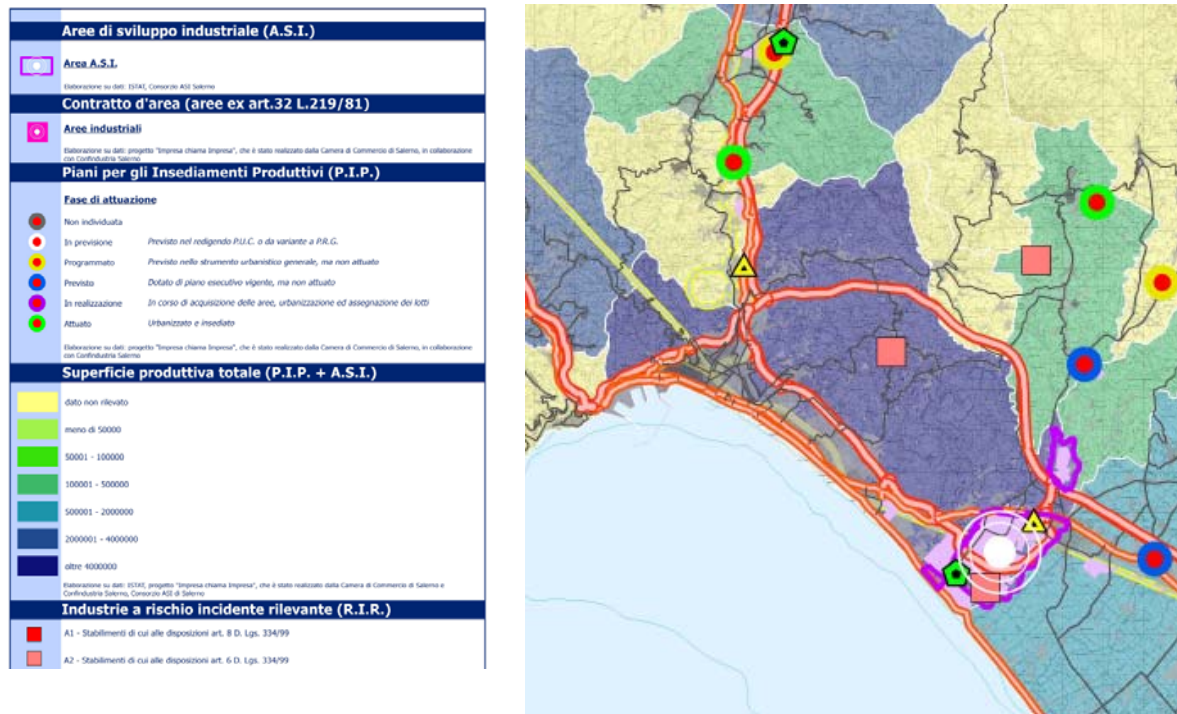 Aree di sviluppo industriale (A.S.I.)
Area A.S.I.
Elaborazione su dati: ISTAT, Consorzio ASI Salerno
Contratto d'area (aree ex art.32 L.219/81)
Aree industriali
Elaborazione su dati: progetto "Impresa chiama Impresa", che è stato realizzato dalla Camera di Commercio di Salerno, in collaborazione
con Confindustria Salerno
Piani per gli Insediamenti Produttivi (P.I.P.)
Fase di attuazione
Non individuata
In previsione Previsto nel redigendo P.U.C. o da variante a P.R.G.
Programmato Previsto nello strumento urbanistico generale, ma non attuato
Previsto Dotato di piano esecutivo vigente, ma non attuato
In realizzazione In corso di acquisizione delle aree, urbanizzazione ed assegnazione dei lotti
Attuato Urbanizzato e insediato
Elaborazione su dati: progetto "Impresa chiama Impresa", che è stato realizzato dalla Camera di Commercio di Salerno, in collaborazione
con Confindustria Salerno
Superficie produttiva totale (P.I.P. + A.S.I.)
dato non rilevato
meno di 50000
50001 - 100000
100001 - 500000
500001 - 2000000
2000001 - 4000000
oltre 4000000
Elaborazione su dati: ISTAT, progetto "Impresa chiama Impresa", che è stato realizzato dalla Camera di Commercio di Salerno e
Confindustria Salerno, Consorzio ASI di Salerno
Industrie a rischio incidente rilevante (R.I.R.)
A1 - Stabilimenti di cui alle disposizioni art. 8 D. Lgs. 334/99
A2 - Stabilimenti di cui alle disposizioni art. 6 D. Lgs. 334/99